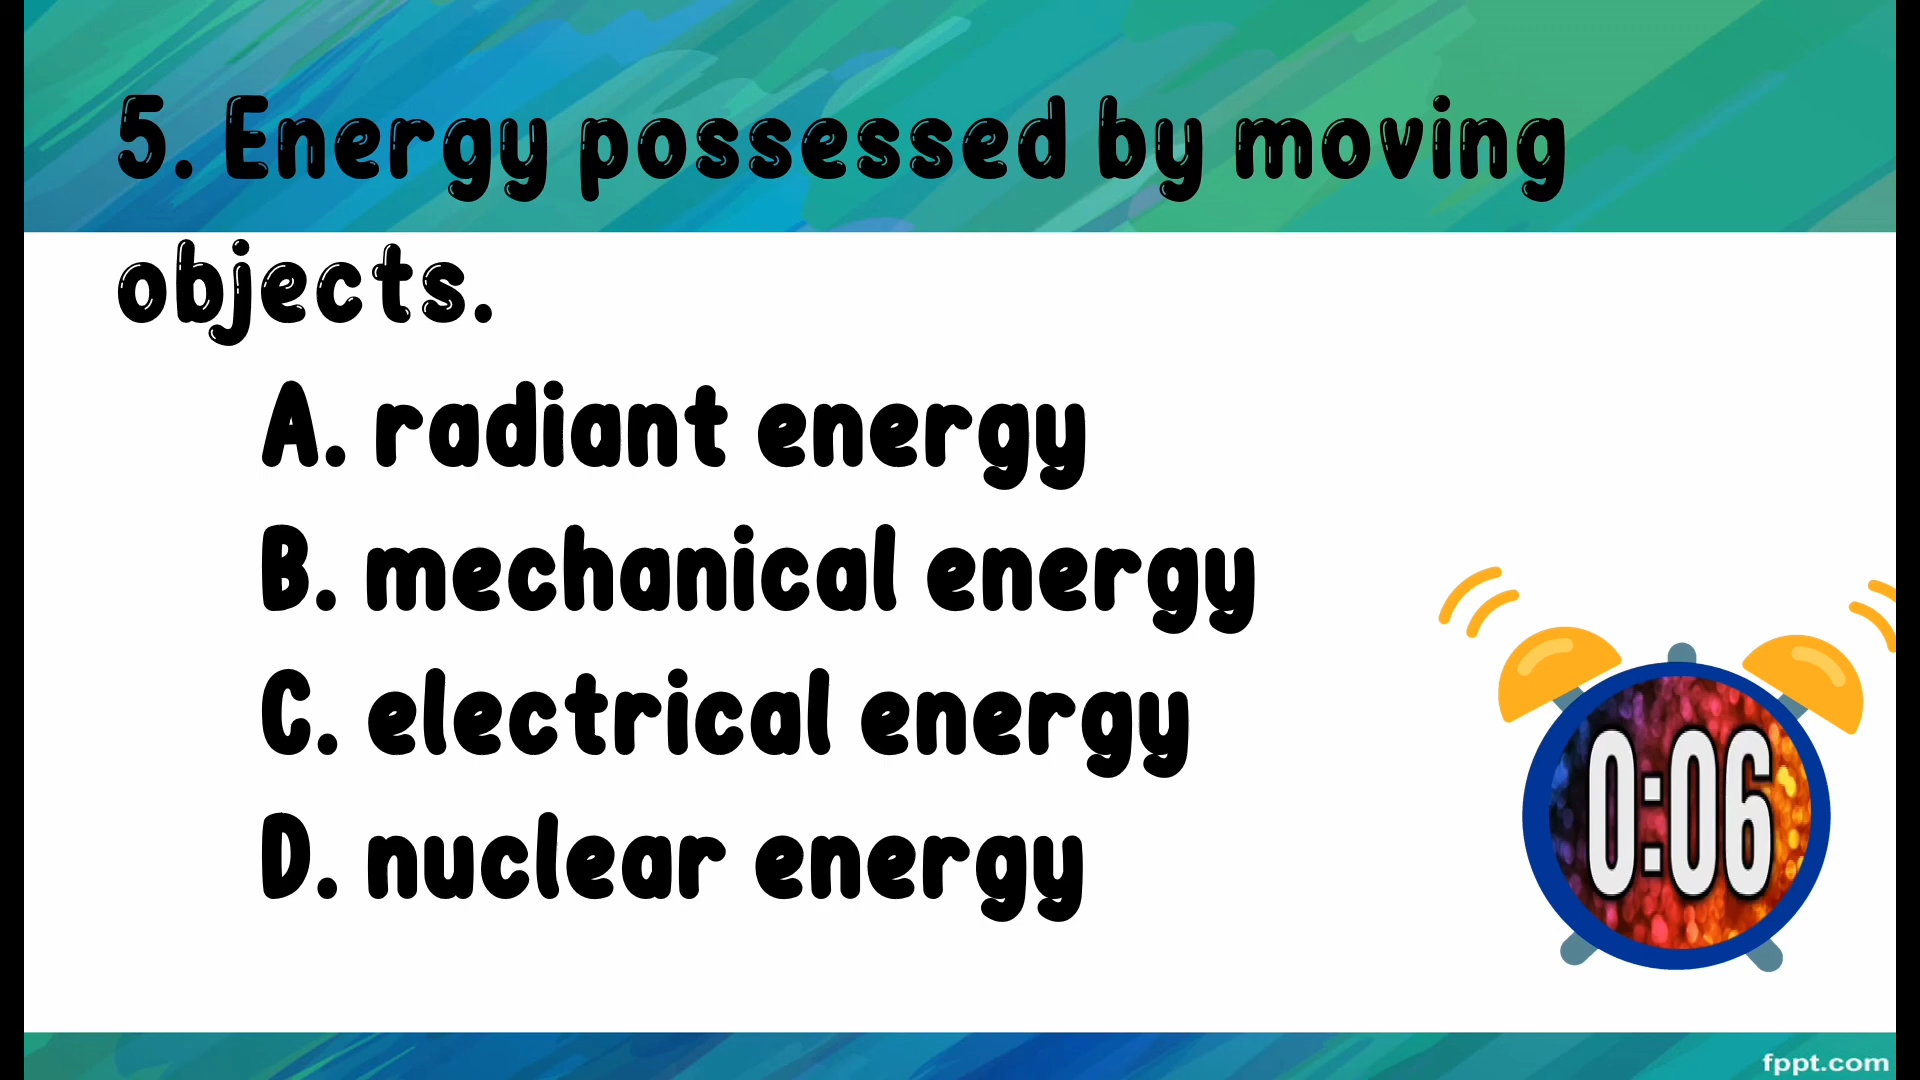 5. Energy possessed by moving
objects.
A. radiant energy
B. mechanical energy
C. electrical energy
D. nuclear energy
0:06
fppt.com